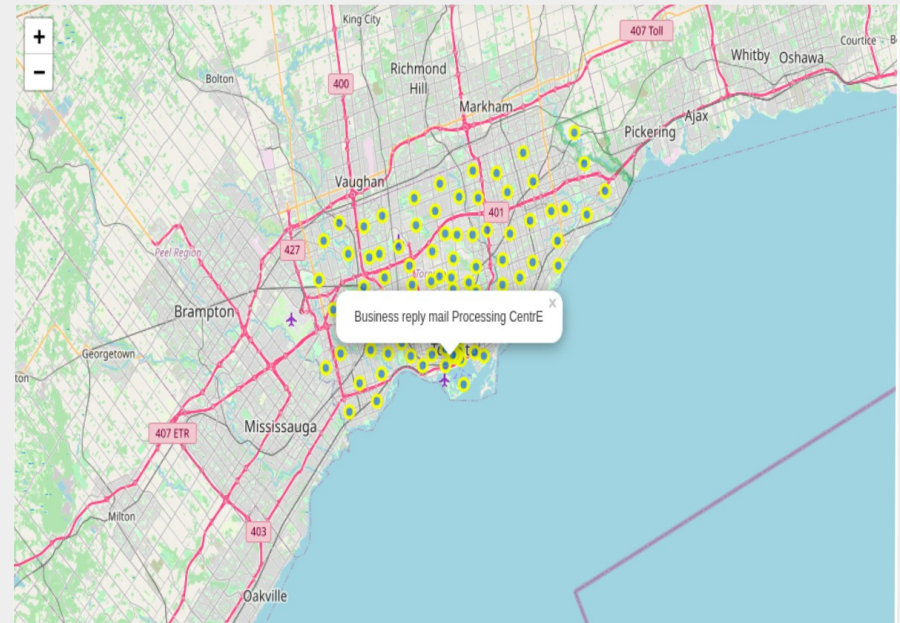 +
−
King City
407 Toll
Courtice
Whitby
Oshawa
Bolton
400
Richmond
Hill
Markham
Ajax
Pickering
Vaughan
401
427
Peel Region
Brampton
×
Business reply mail Processing CentrE
Georgetown
ton
407 ETR
Mississauga
Milton
403
Oakville